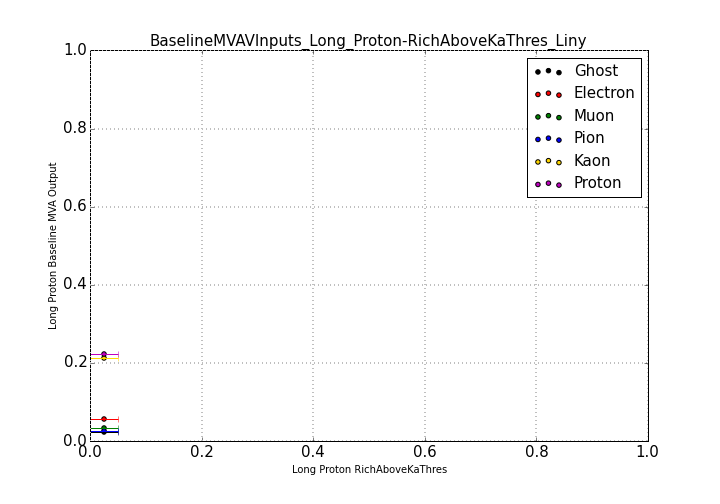 BaselineMVAVInputs_Long_Proton-RichAboveKaThres_Liny
1.0
0.8
0.6
0.4
0.2
0.0
Long Proton Baseline MVA Output
Ghost
Electron
Muon
Pion
Kaon
Proton
0.0 0.2 0.4 0.6 0.8 1.0
Long Proton RichAboveKaThres